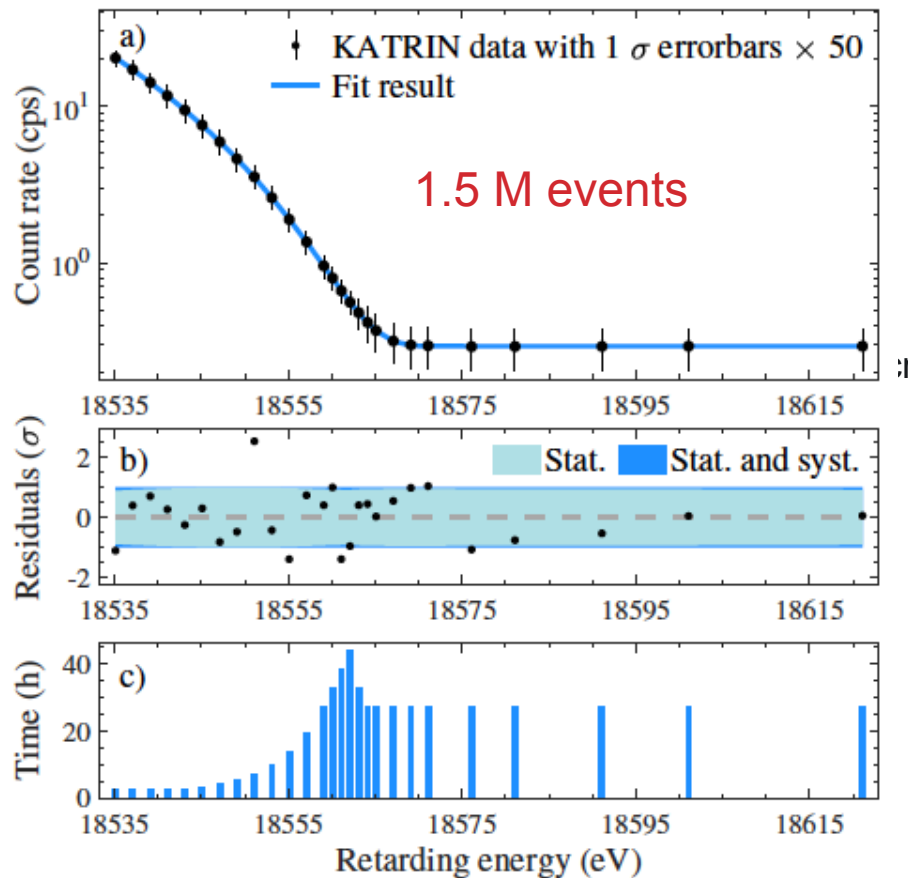 a)
KATRIN data with 1 σ errorbars × 50
Fit result
1.5 M events
Count rate (cps)
10¹
10⁰
18535 18555 18575 18595 18615
b)
Stat. Stat. and syst.
Residuals (σ)
2
0
-2
18535 18555 18575 18595 18615
c)
Time (h)
40
20
0
18535 18555 18575 18595 18615
Retarding energy (eV)